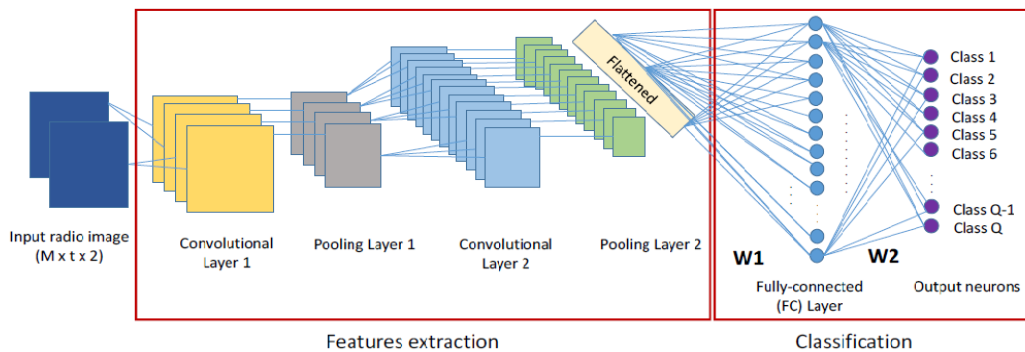 Input radio image
(M x t x 2)
Convolutional
Layer 1
Pooling Layer 1
Convolutional
Layer 2
Pooling Layer 2
Flattened
W1
Fully-connected
(FC) Layer
W2
Class 1
Class 2
Class 3
Class 4
Class 5
Class 6
Class Q-1
Class Q
Output neurons
Features extraction
Classification